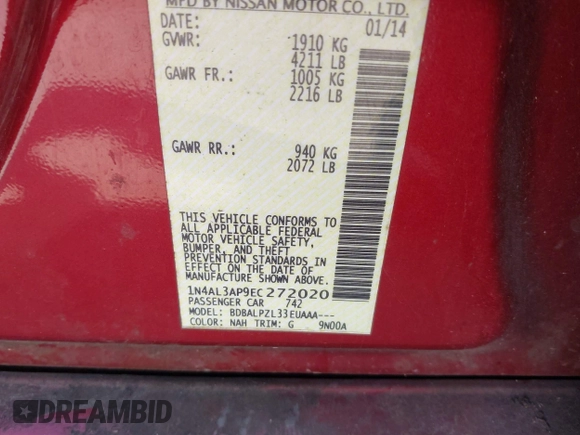 MFD BY NISSAN MOTOR CO., LTD.
DATE: 01/14
GVWR: 1910 KG
4211 LB
GAWR FR.: 1005 KG
2216 LB
GAWR RR.: 940 KG
2072 LB
THIS VEHICLE CONFORMS TO
ALL APPLICABLE FEDERAL
MOTOR VEHICLE SAFETY,
BUMPER, AND THEFT
PREVENTION STANDARDS
IN EFFECT ON THE DATE OF
MANUFACTURE SHOWN ABOVE.
1N4AL3AP9EC272020
PASSENGER CAR 742
MODEL: BDBALPZL33EUAAA---
COLOR: NAH TRIM: G 9N00A
DREAMBID